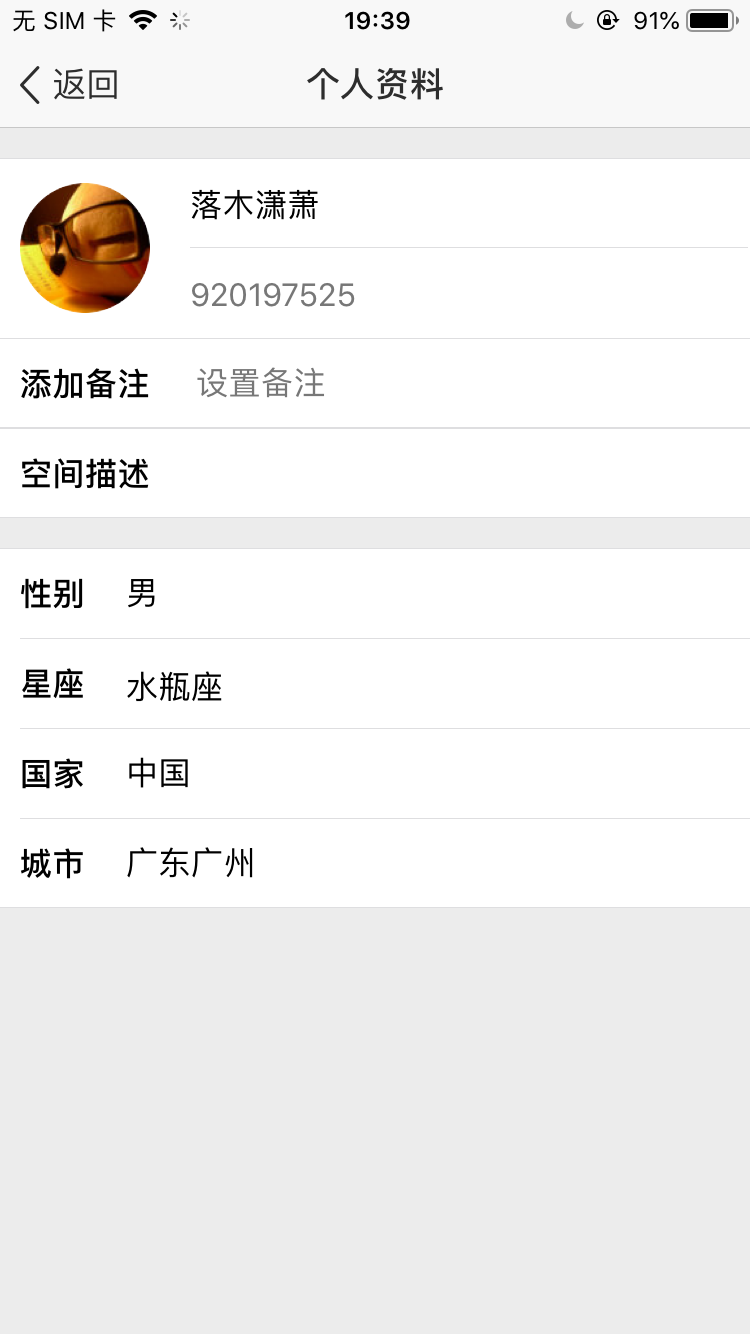 无 SIM 卡 19:39 91%
返回 个人资料
落木潇萧
920197525
添加备注 设置备注
空间描述
性别 男
星座 水瓶座
国家 中国
城市 广东广州